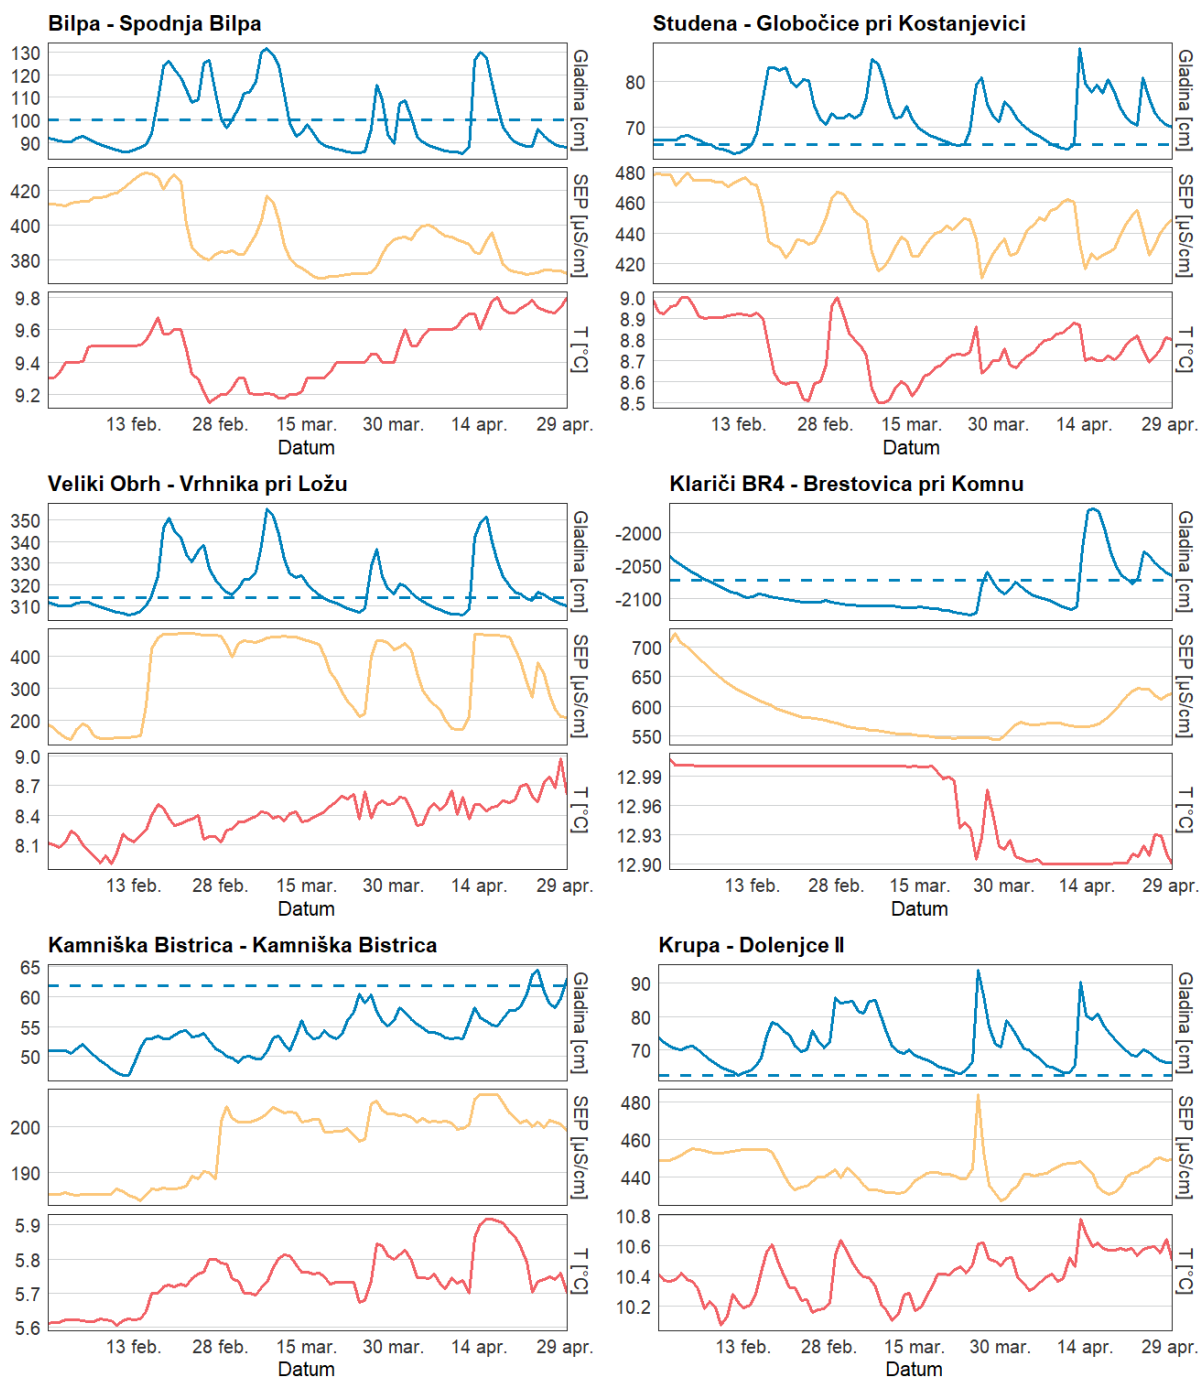 Bilpa - Spodnja Bilpa
130
120
110
100
90
Gladina [cm]
420
400
380
SEP [µS/cm]
9.8
9.6
9.4
9.2
T [°C]
13 feb. 28 feb. 15 mar. 30 mar. 14 apr. 29 apr.
Datum
Studena - Globočice pri Kostanjevici
80
70
Gladina [cm]
480
460
440
420
SEP [µS/cm]
9.0
8.9
8.8
8.7
8.6
8.5
T [°C]
13 feb. 28 feb. 15 mar. 30 mar. 14 apr. 29 apr.
Datum
Veliki Obrh - Vrhnika pri Ložu
350
340
330
320
310
Gladina [cm]
400
300
200
SEP [µS/cm]
9.0
8.7
8.4
8.1
T [°C]
13 feb. 28 feb. 15 mar. 30 mar. 14 apr. 29 apr.
Datum
Klariči BR4 - Brestovica pri Komnu
-2000
-2050
-2100
Gladina [cm]
700
650
600
550
SEP [µS/cm]
12.99
12.96
12.93
12.90
T [°C]
13 feb. 28 feb. 15 mar. 30 mar. 14 apr. 29 apr.
Datum
Kamniška Bistrica - Kamniška Bistrica
65
60
55
50
Gladina [cm]
200
190
SEP [µS/cm]
5.9
5.8
5.7
5.6
T [°C]
13 feb. 28 feb. 15 mar. 30 mar. 14 apr. 29 apr.
Datum
Krupa - Dolenjce II
90
80
70
Gladina [cm]
480
460
440
SEP [µS/cm]
10.8
10.6
10.4
10.2
T [°C]
13 feb. 28 feb. 15 mar. 30 mar. 14 apr. 29 apr.
Datum